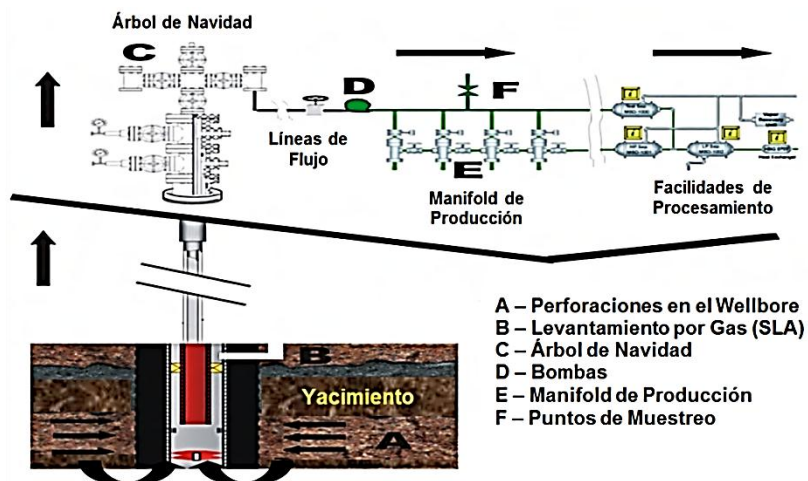 Árbol de Navidad
C
D
F
Líneas de
Flujo
E
Manifold de
Producción
Facilidades de
Procesamiento
B
Yacimiento
A
A – Perforaciones en el Wellbore
B – Levantamiento por Gas (SLA)
C – Árbol de Navidad
D – Bombas
E – Manifold de Producción
F – Puntos de Muestreo